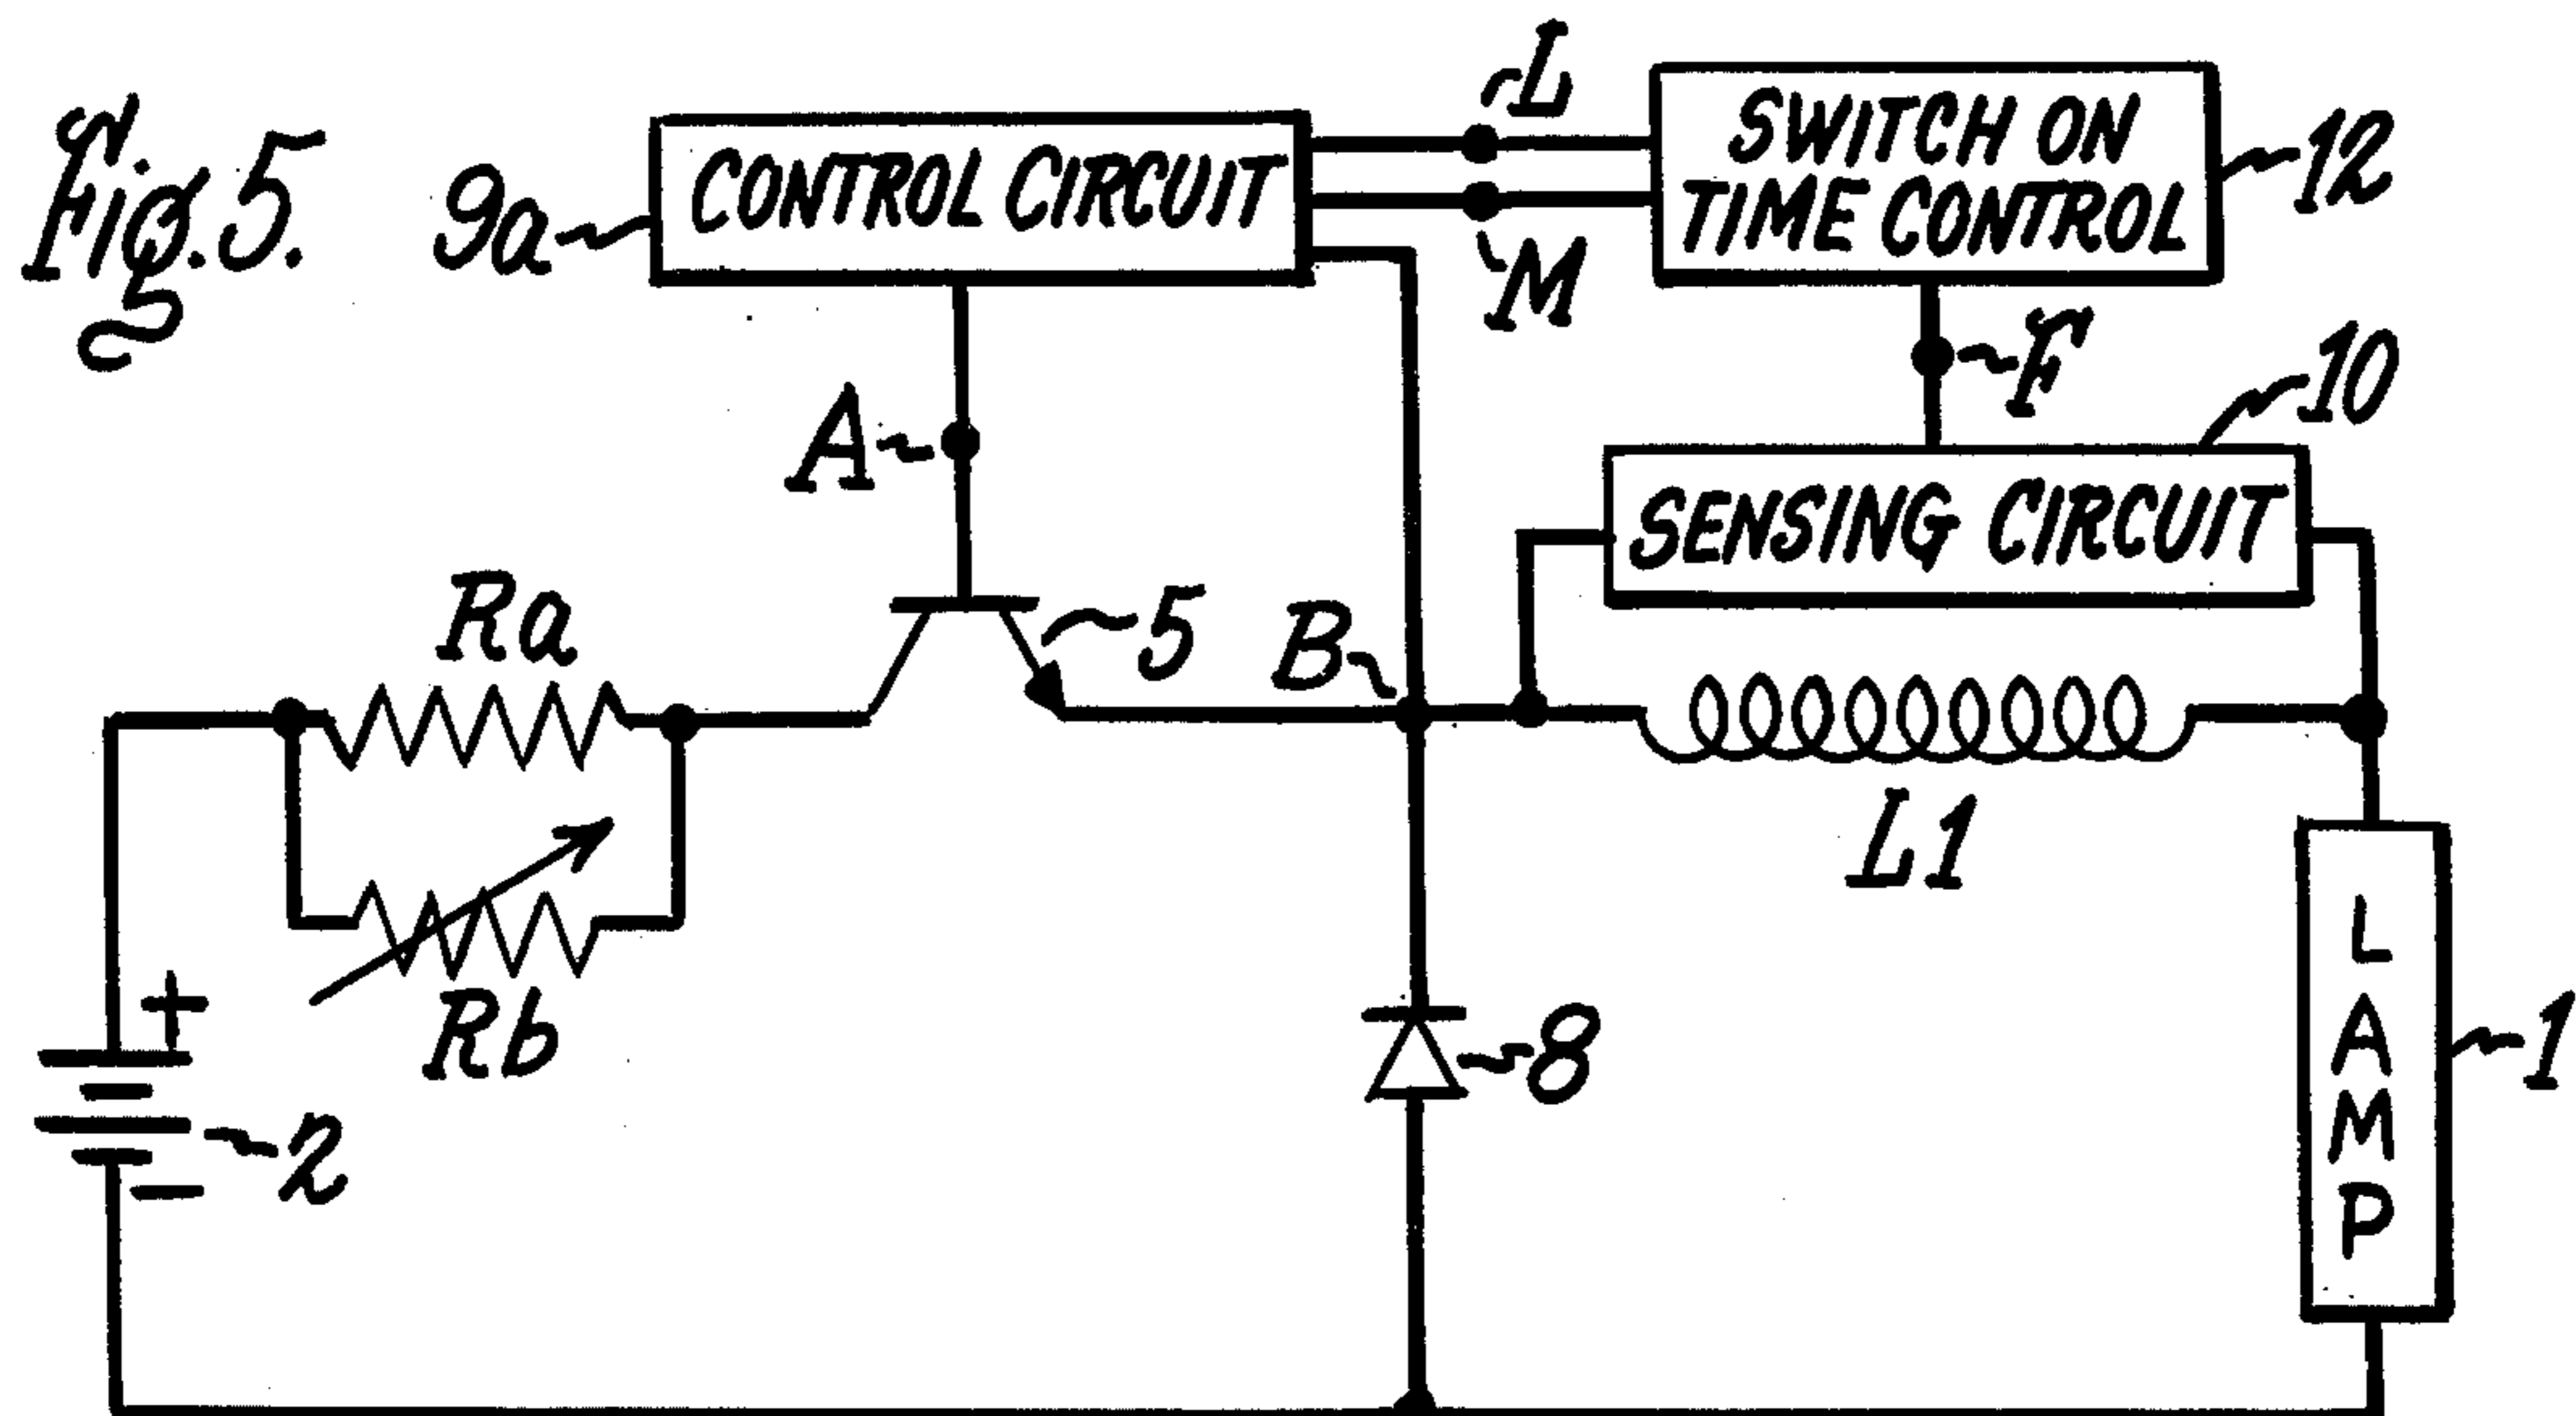 Fig. 5.
9a
CONTROL CIRCUIT
L
M
SWITCH ON
TIME CONTROL
12
F
10
SENSING CIRCUIT
A
Ra
5
B
L1
Rb
+
2
−
8
LAMP
1